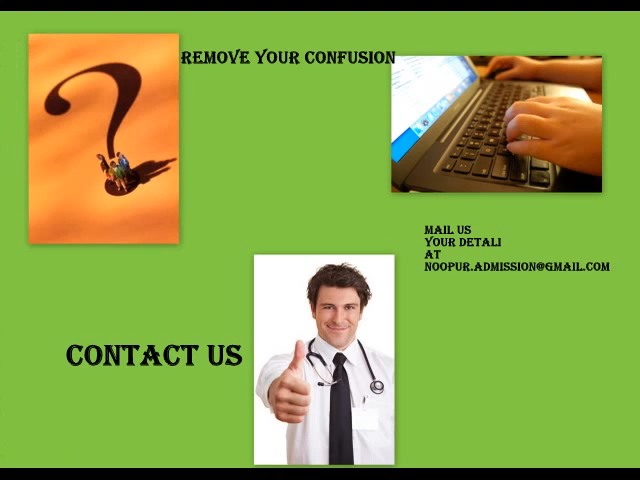 REMOVE YOUR CONFUSION
MAIL US
YOUR DETALI
AT
NOOPUR.ADMISSION@GMAIL.COM
CONTACT US